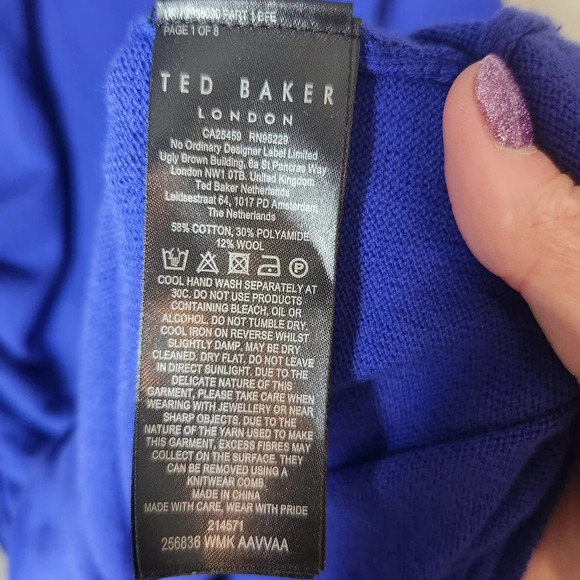 PAGE 1 OF 8
TED BAKER
LONDON
CA25459 RN95229
No Ordinary Designer Label Limited
Ugly Brown Building, 6a St Pancras Way
London NW1 0TB. United Kingdom
Ted Baker Netherlands
Leidsestraat 64, 1017 PD Amsterdam
The Netherlands
58% COTTON, 30% POLYAMIDE,
12% WOOL
COOL HAND WASH SEPARATELY AT
30C. DO NOT USE PRODUCTS
CONTAINING BLEACH, OIL OR
ALCOHOL. DO NOT TUMBLE DRY.
COOL IRON ON REVERSE WHILST
SLIGHTLY DAMP, MAY BE DRY
CLEANED. DRY FLAT. DO NOT LEAVE
IN DIRECT SUNLIGHT. DUE TO THE
DELICATE NATURE OF THIS
GARMENT, PLEASE TAKE CARE WHEN
WEARING WITH JEWELLERY OR NEAR
SHARP OBJECTS. DUE TO THE
NATURE OF THE YARN USED TO MAKE
THIS GARMENT, EXCESS FIBRES MAY
COLLECT ON THE SURFACE. THEY
CAN BE REMOVED USING A
KNITWEAR COMB.
MADE IN CHINA
MADE WITH CARE, WEAR WITH PRIDE
214571
256836 WMK AAVVAA